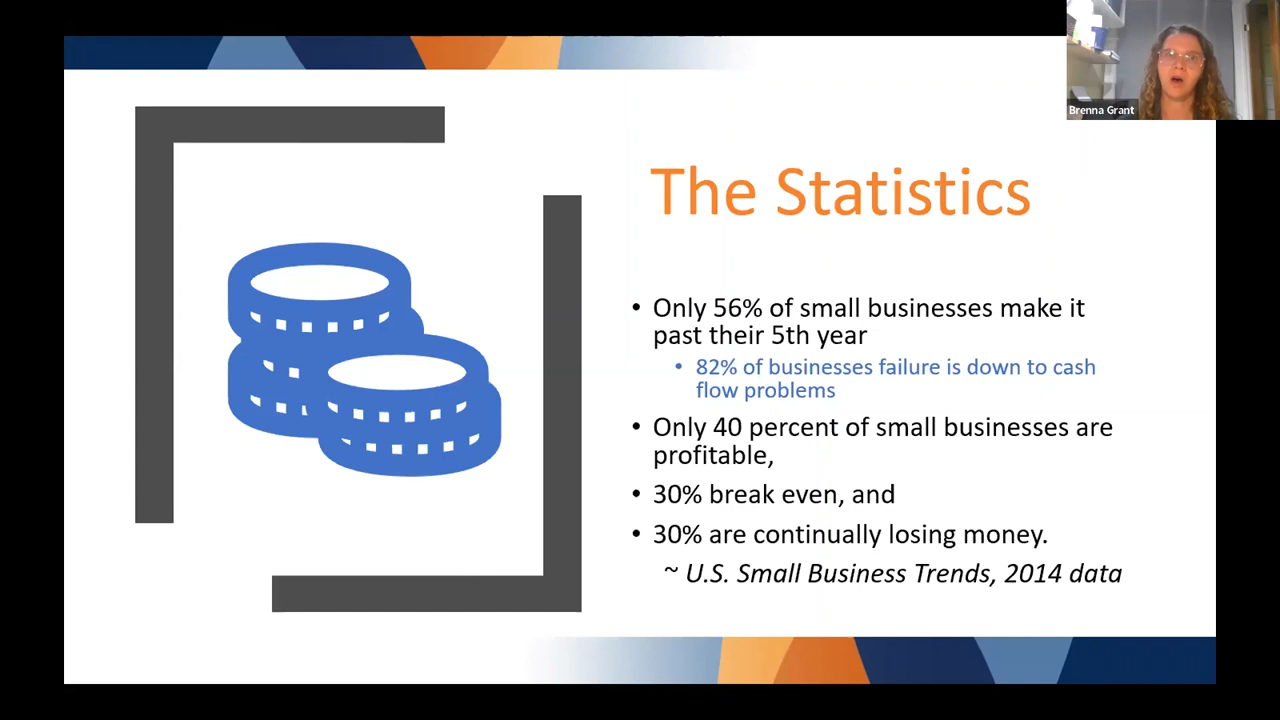 Brenna Grant
The Statistics
• Only 56% of small businesses make it
past their 5th year
• 82% of businesses failure is down to cash
flow problems
• Only 40 percent of small businesses are
profitable,
• 30% break even, and
• 30% are continually losing money.
~ U.S. Small Business Trends, 2014 data